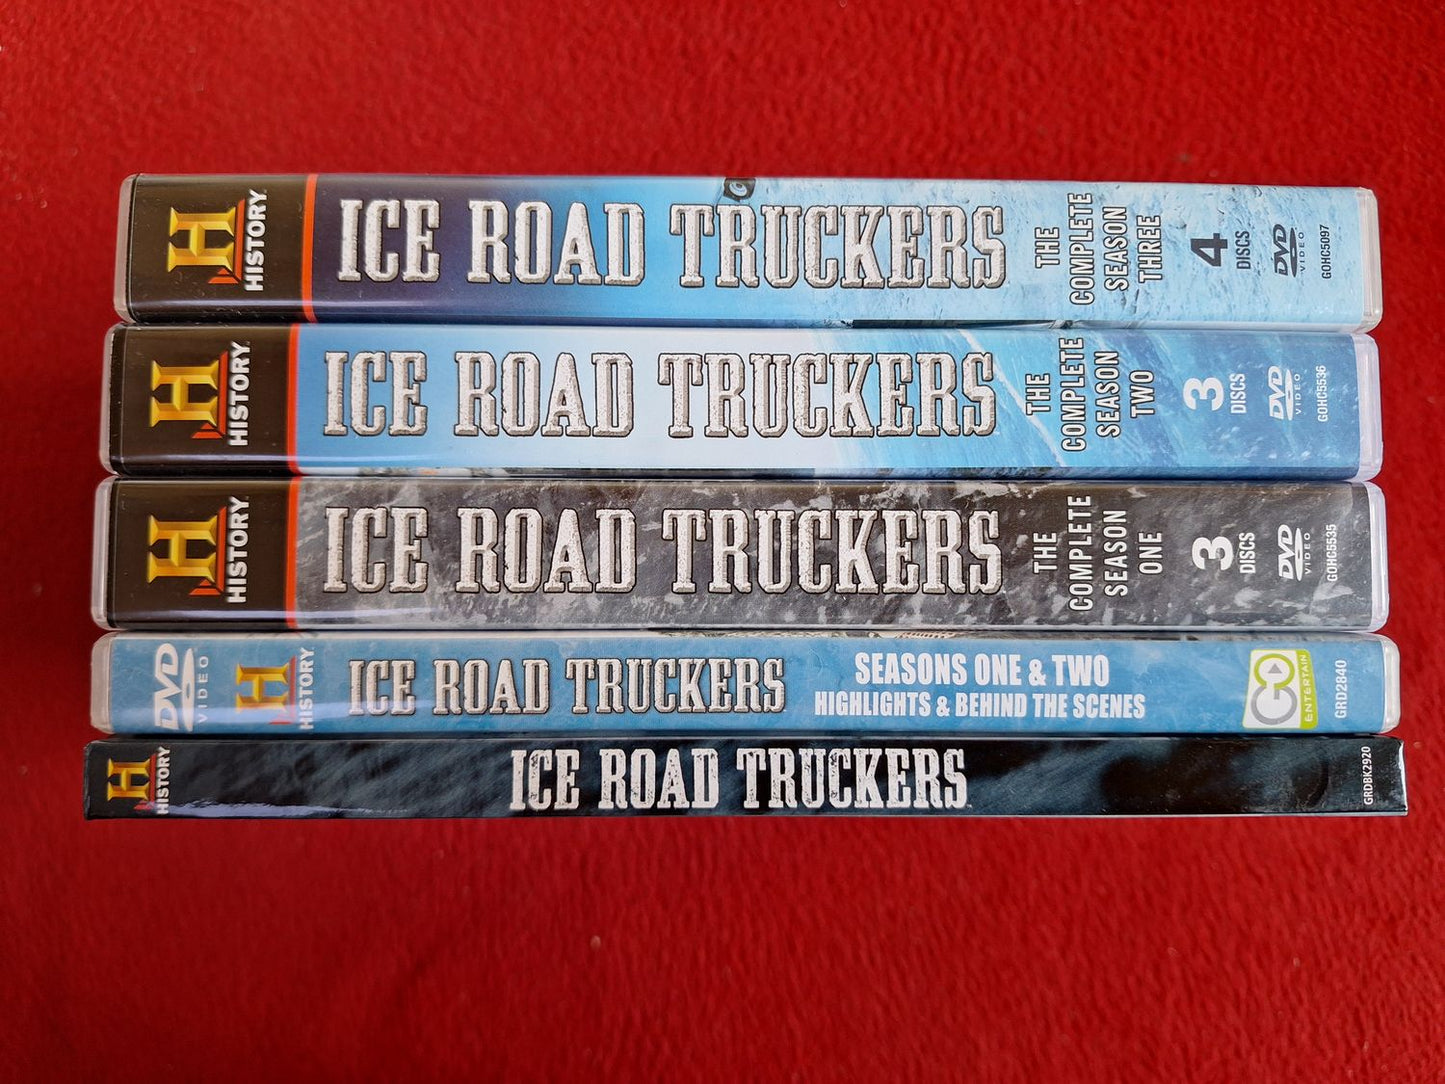 H
HISTORY
ICE ROAD TRUCKERS
THE
COMPLETE
SEASON
THREE
4
DISCS
DVD
VIDEO
GOHC5097
H
HISTORY
ICE ROAD TRUCKERS
THE
COMPLETE
SEASON
TWO
3
DISCS
DVD
VIDEO
GOHC5536
H
HISTORY
ICE ROAD TRUCKERS
THE
COMPLETE
SEASON
ONE
3
DISCS
DVD
VIDEO
GOHC5535
DVD
VIDEO
H
HISTORY
ICE ROAD TRUCKERS
SEASONS ONE & TWO
HIGHLIGHTS & BEHIND THE SCENES
GO
ENTERTAIN
GRD2840
H
HISTORY
ICE ROAD TRUCKERS
GRDBK2920